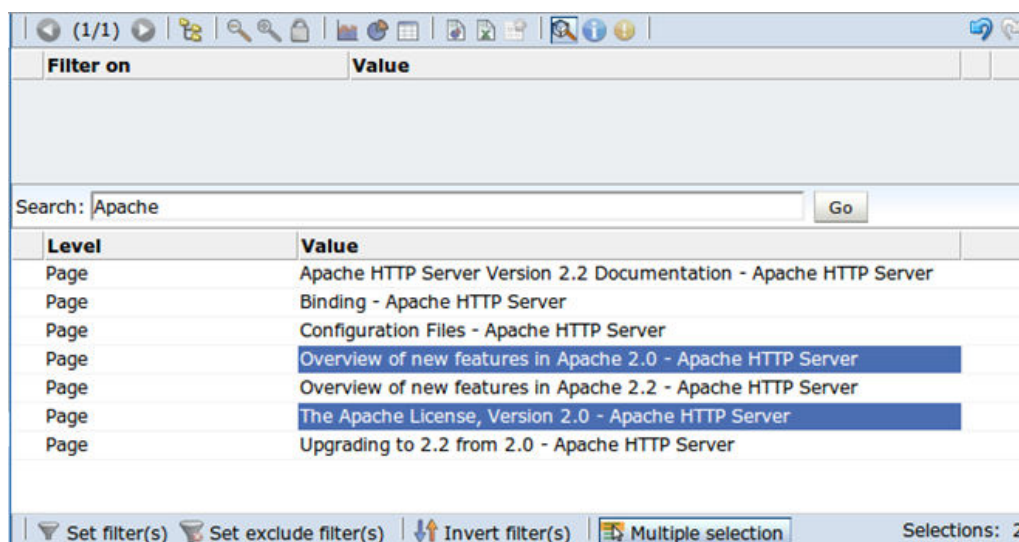 (1/1)
Filter on Value
Search: Apache Go
Level Value
Page Apache HTTP Server Version 2.2 Documentation - Apache HTTP Server
Page Binding - Apache HTTP Server
Page Configuration Files - Apache HTTP Server
Page Overview of new features in Apache 2.0 - Apache HTTP Server
Page Overview of new features in Apache 2.2 - Apache HTTP Server
Page The Apache License, Version 2.0 - Apache HTTP Server
Page Upgrading to 2.2 from 2.0 - Apache HTTP Server
Set filter(s) Set exclude filter(s) Invert filter(s) Multiple selection Selections: 2